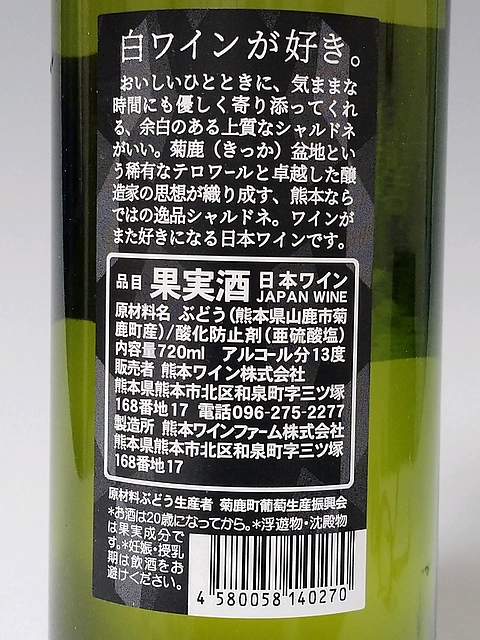 白ワインが好き。
おいしいひとときに、気ままな
時間にも優しく寄り添ってくれ
る、余白のある上質なシャルドネ
がいい。菊鹿（きっか）盆地とい
う稀有なテロワールと卓越した醸
造家の思想が織り成す、熊本なら
ではの逸品シャルドネ。ワインが
また好きになる日本ワインです。
品目 果実酒 日本ワイン
JAPAN WINE
原材料名 ぶどう（熊本県山鹿市菊
鹿町産）/酸化防止剤（亜硫酸塩）
内容量720ml アルコール分13度
販売者 熊本ワイン株式会社
熊本県熊本市北区和泉町字三ツ塚
168番地17 電話096-275-2277
製造所 熊本ワインファーム株式会社
熊本県熊本市北区和泉町字三ツ塚
168番地17
原材料ぶどう生産者 菊鹿町葡萄生産振興会
*お酒は20歳になってから。*浮遊物・沈殿物
は果実成分で
す。*妊娠・授乳
期は飲酒をお
避けください。
4 580058 140270